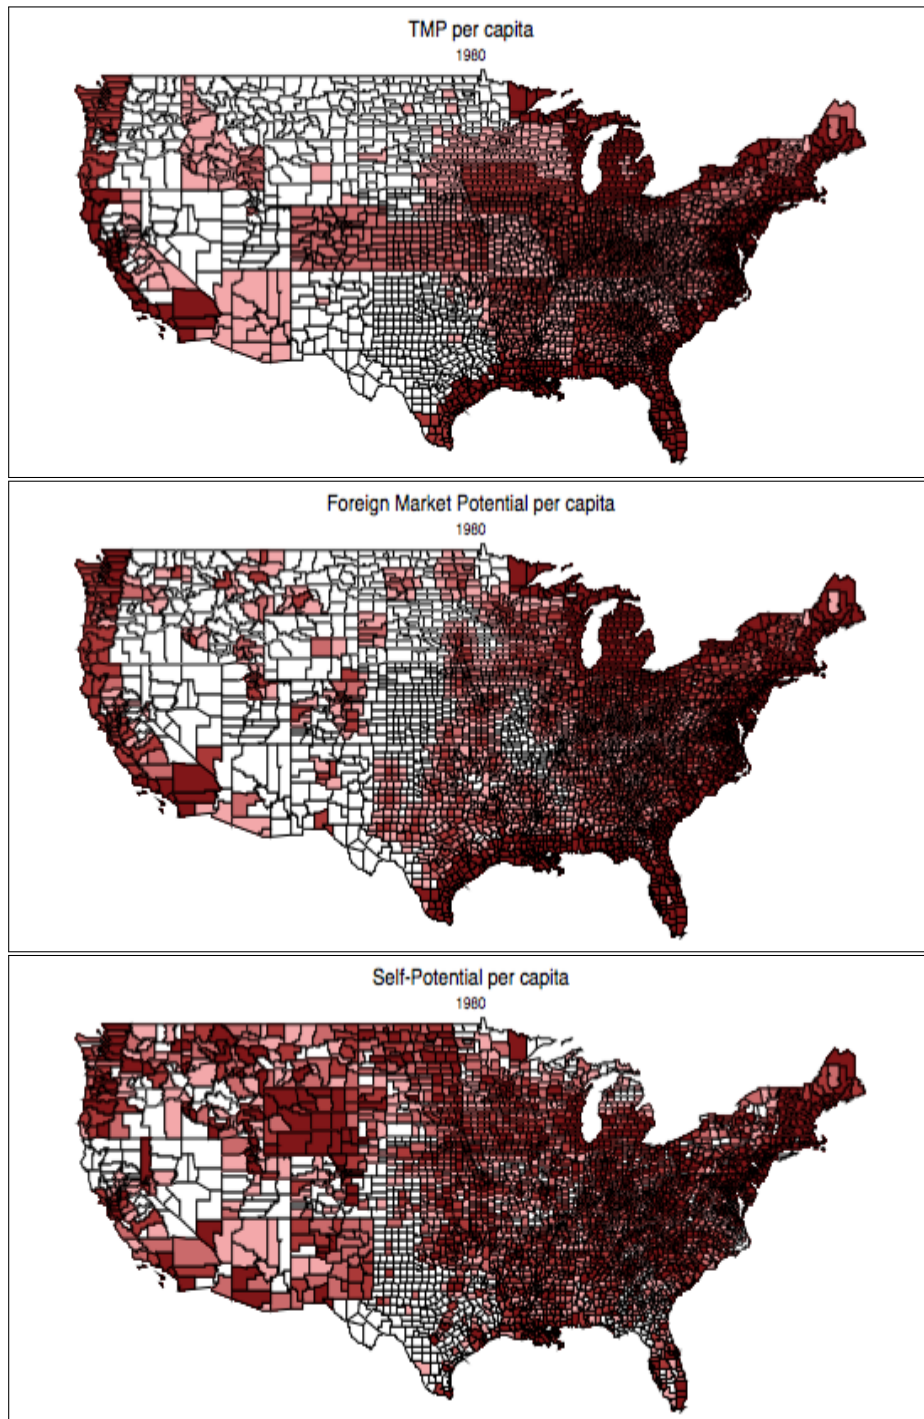 TMP per capita
1980
Foreign Market Potential per capita
1980
Self-Potential per capita
1980